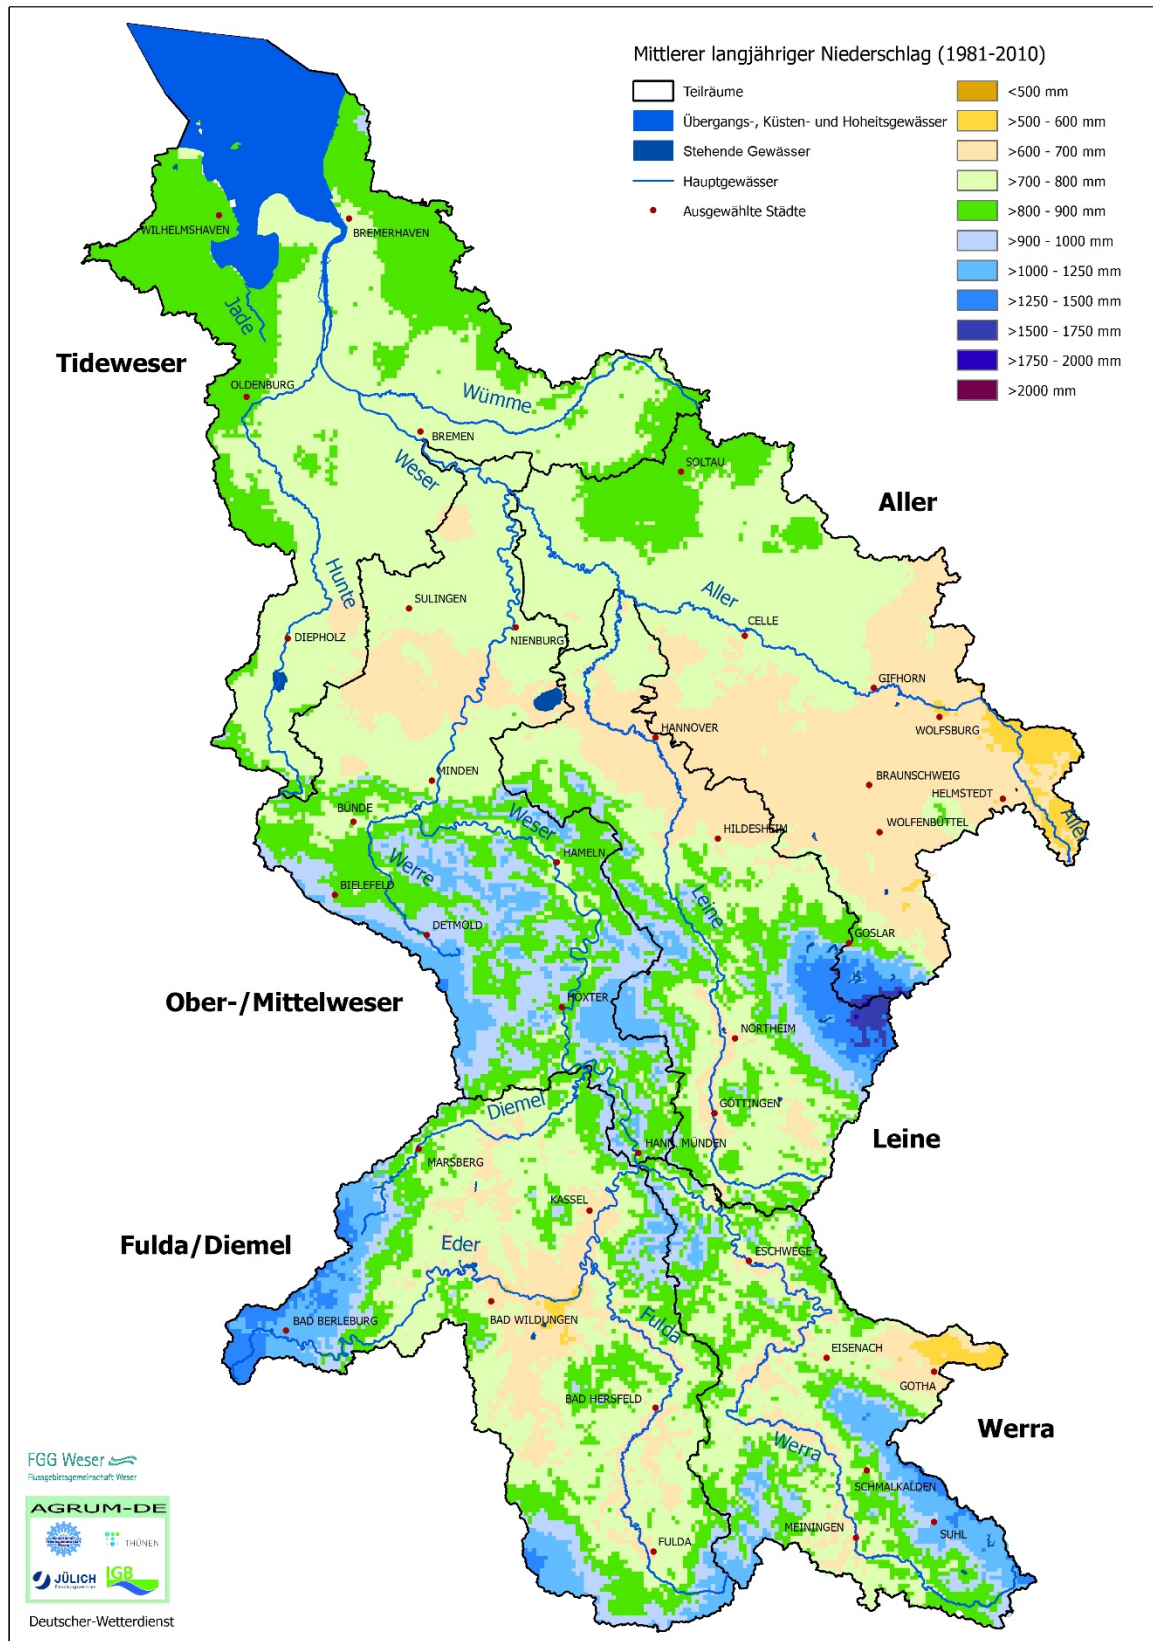 Mittlerer langjähriger Niederschlag (1981-2010)
Teilräume
Übergangs-, Küsten- und Hoheitsgewässer
Stehende Gewässer
Hauptgewässer
Ausgewählte Städte
<500 mm
>500 - 600 mm
>600 - 700 mm
>700 - 800 mm
>800 - 900 mm
>900 - 1000 mm
>1000 - 1250 mm
>1250 - 1500 mm
>1500 - 1750 mm
>1750 - 2000 mm
>2000 mm
WILHELMSHAVEN
BREMERHAVEN
Jade
Tideweser
OLDENBURG
Wümme
BREMEN
Weser
SOLTAU
Aller
Hunte
Aller
SULINGEN
CELLE
DIEPHOLZ
NIENBURG
GIFHORN
WOLFSBURG
HANNOVER
MINDEN
BRAUNSCHWEIG
HELMSTEDT
BÜNDE
Weser
HILDESHEIM
WOLFENBÜTTEL
Aller
Werre
HAMELN
BIELEFELD
Leine
DETMOLD
GOSLAR
Ober-/Mittelweser
HÖXTER
NORTHEIM
Diemel
GÖTTINGEN
Leine
MARSBERG
HANN. MÜNDEN
KASSEL
Fulda/Diemel
Eder
ESCHWEGE
BAD BERLEBURG
BAD WILDUNGEN
Fulda
EISENACH
GOTHA
BAD HERSFELD
Werra
Werra
SCHMALKALDEN
SUHL
MEININGEN
FULDA
FGG Weser
Flussgebietsgemeinschaft Weser
AGRUM-DE
THÜNEN
JÜLICH
Forschungszentrum
IGB
Deutscher-Wetterdienst